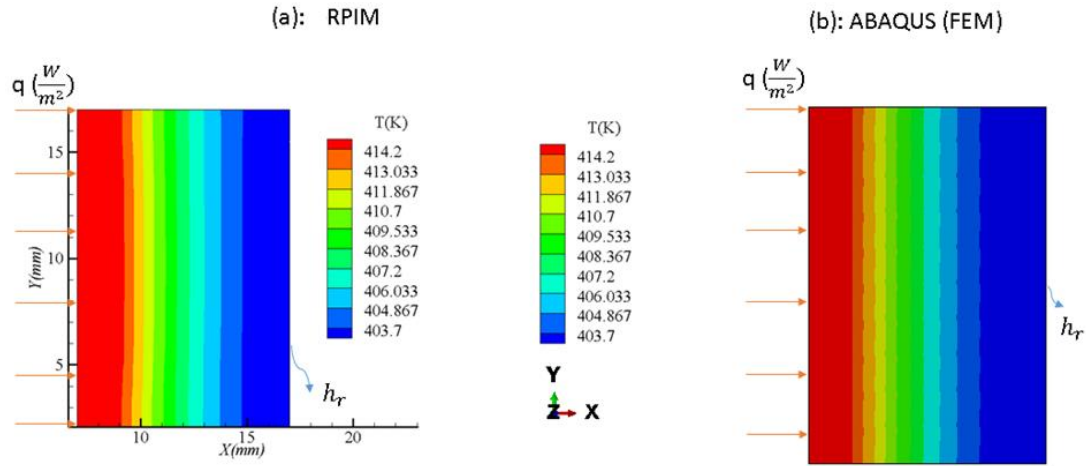 (a): RPIM
(b): ABAQUS (FEM)
q (W/m²)
q (W/m²)
T(K)
414.2
413.033
411.867
410.7
409.533
408.367
407.2
406.033
404.867
403.7
T(K)
414.2
413.033
411.867
410.7
409.533
408.367
407.2
406.033
404.867
403.7
15
10
5
Y(mm)
10
15
20
X(mm)
h_r
Y
Z X
h_r